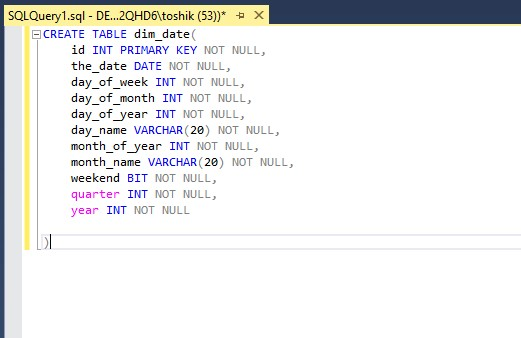 SQLQuery1.sql - DE...2QHD6\toshik (53))*
CREATE TABLE dim_date(
id INT PRIMARY KEY NOT NULL,
the_date DATE NOT NULL,
day_of_week INT NOT NULL,
day_of_month INT NOT NULL,
day_of_year INT NOT NULL,
day_name VARCHAR(20) NOT NULL,
month_of_year INT NOT NULL,
month_name VARCHAR(20) NOT NULL,
weekend BIT NOT NULL,
quarter INT NOT NULL,
year INT NOT NULL
)